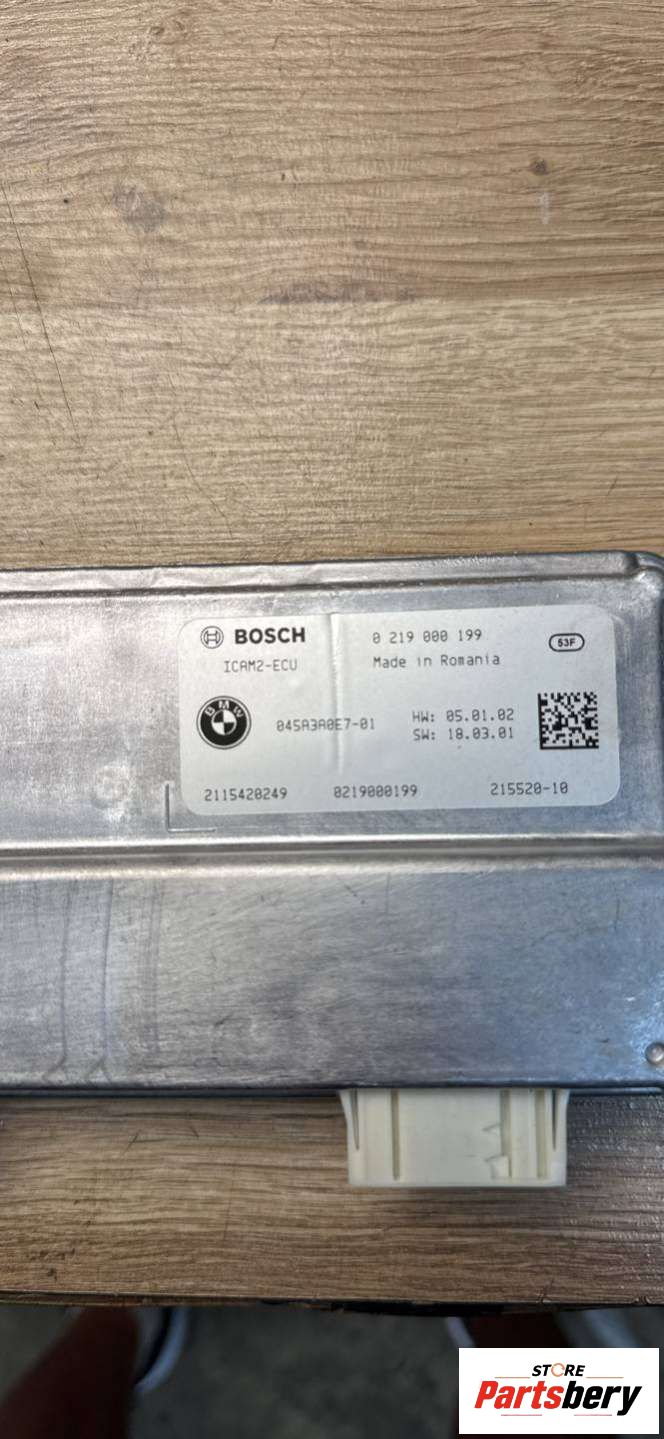 BOSCH 0 219 000 199 53F
ICAM2-ECU Made in Romania
BMW 045A3A0E7-01 HW: 05.01.02
SW: 18.03.01
2115420249 0219000199 215520-10
STORE
Partsbery